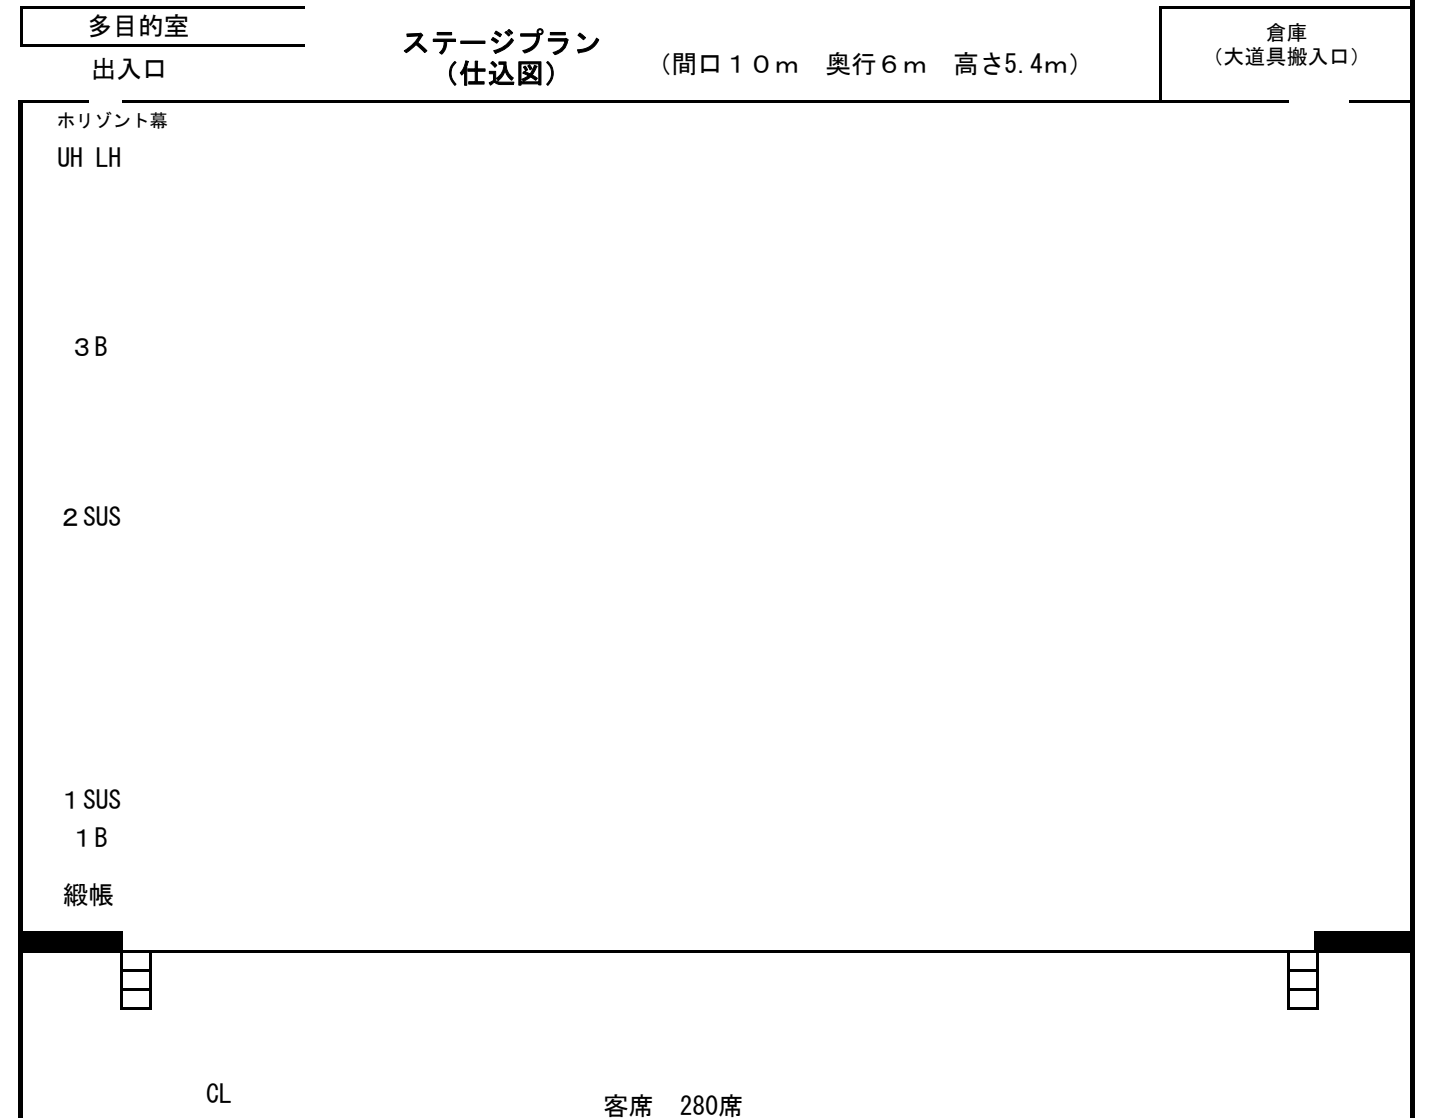 多目的室
出入口
ステージプラン
（仕込図）
（間口１０ｍ　奥行６ｍ　高さ5.4ｍ）
倉庫
（大道具搬入口）
ホリゾント幕
UH LH
３B
２SUS
１SUS
１B
緞帳
CL
客席　280席